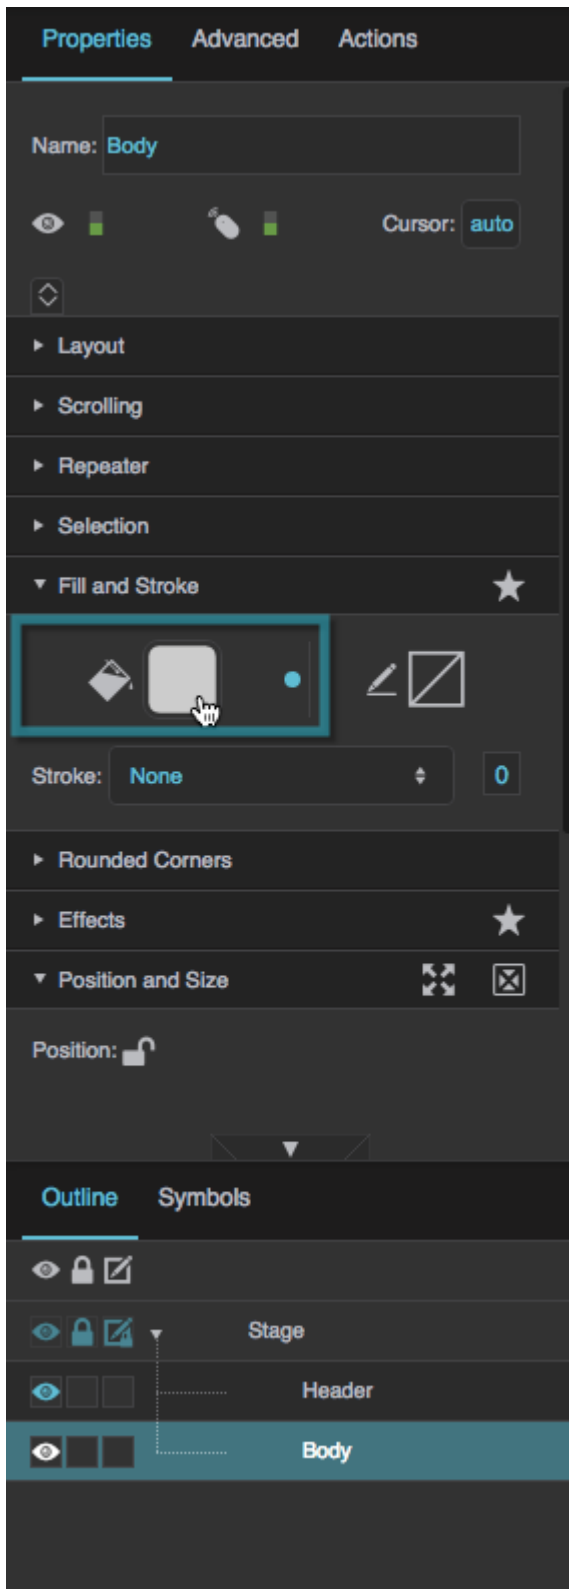 Properties Advanced Actions
Name: Body
Cursor: auto
Layout
Scrolling
Repeater
Selection
Fill and Stroke
Stroke: None 0
Rounded Corners
Effects
Position and Size
Position:
Outline Symbols
Stage
Header
Body